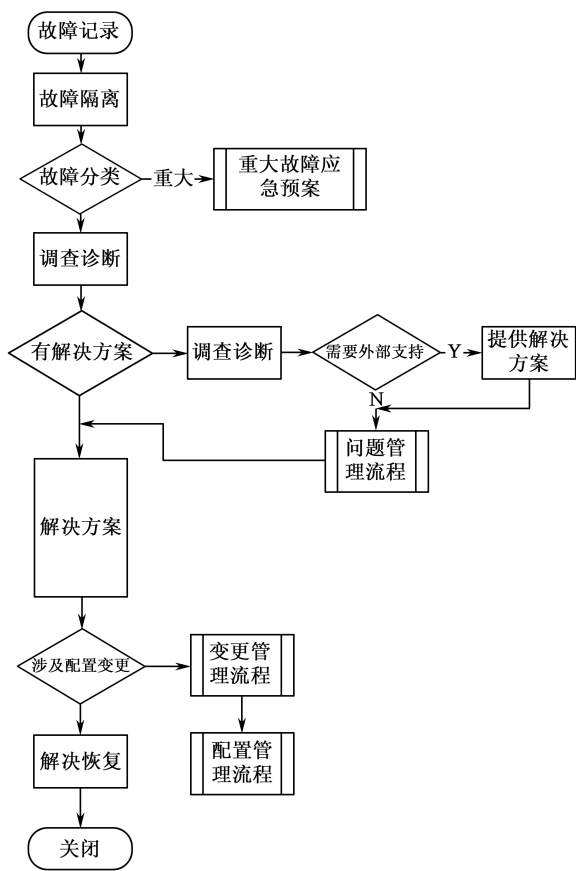 故障记录
故障隔离
故障分类
重大
重大故障应
急预案
调查诊断
有解决方案
调查诊断
需要外部支持
Y
提供解决
方案
N
问题管
理流程
解决方案
涉及配置变更
变更管
理流程
配置管
理流程
解决恢复
关闭